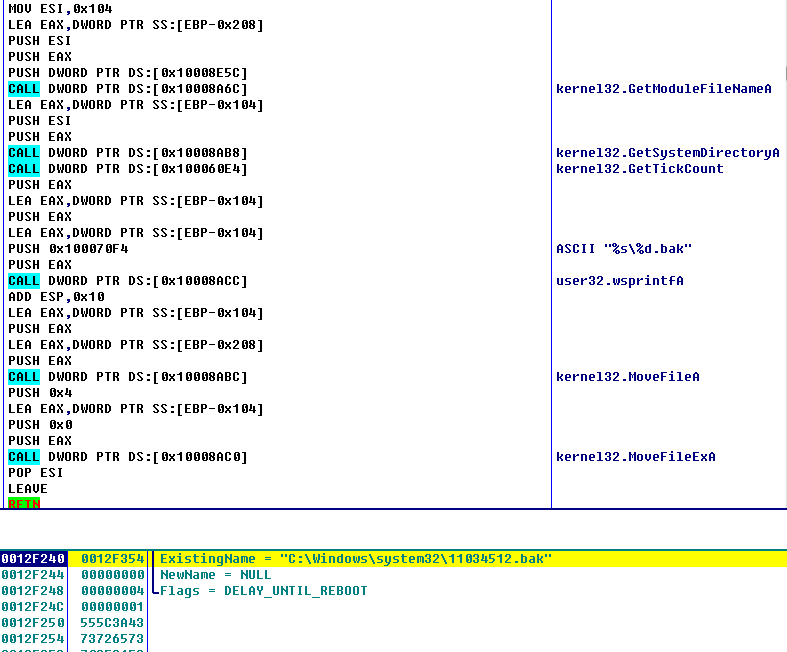 MOV ESI,0x104
LEA EAX,DWORD PTR SS:[EBP-0x208]
PUSH ESI
PUSH EAX
PUSH DWORD PTR DS:[0x10008E5C]
CALL DWORD PTR DS:[0x10008A6C] kernel32.GetModuleFileNameA
LEA EAX,DWORD PTR SS:[EBP-0x104]
PUSH ESI
PUSH EAX
CALL DWORD PTR DS:[0x10008AB8] kernel32.GetSystemDirectoryA
CALL DWORD PTR DS:[0x100060E4] kernel32.GetTickCount
PUSH EAX
LEA EAX,DWORD PTR SS:[EBP-0x104]
PUSH EAX
LEA EAX,DWORD PTR SS:[EBP-0x104]
PUSH 0x100070F4 ASCII "%s\%d.bak"
PUSH EAX
CALL DWORD PTR DS:[0x10008ACC] user32.wsprintfA
ADD ESP,0x10
LEA EAX,DWORD PTR SS:[EBP-0x104]
PUSH EAX
LEA EAX,DWORD PTR SS:[EBP-0x208]
PUSH EAX
CALL DWORD PTR DS:[0x10008ABC] kernel32.MoveFileA
PUSH 0x4
LEA EAX,DWORD PTR SS:[EBP-0x104]
PUSH 0x0
PUSH EAX
CALL DWORD PTR DS:[0x10008AC0] kernel32.MoveFileExA
POP ESI
LEAVE
RETN
0012F240 0012F354 ExistingName = "C:\Windows\system32\11034512.bak"
0012F244 00000000 NewName = NULL
0012F248 00000004 Flags = DELAY_UNTIL_REBOOT
0012F24C 00000001
0012F250 555C3A43
0012F254 73726573